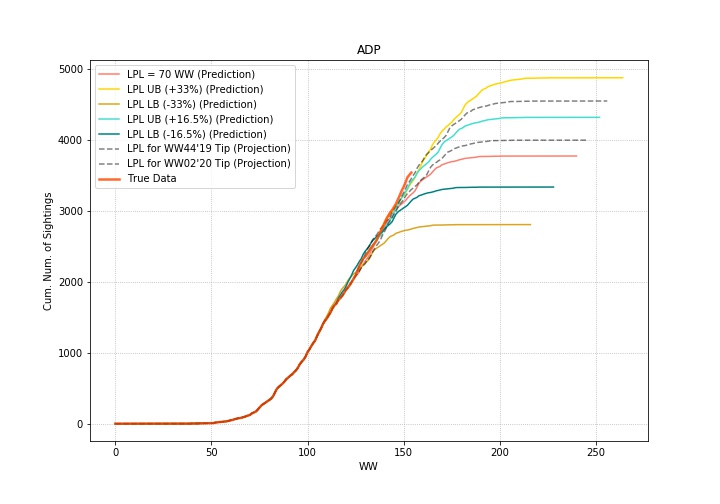 ADP
5000
4000
3000
2000
1000
0
Cum. Num. of Sightings
LPL = 70 WW (Prediction)
LPL UB (+33%) (Prediction)
LPL LB (-33%) (Prediction)
LPL UB (+16.5%) (Prediction)
LPL LB (-16.5%) (Prediction)
LPL for WW44'19 Tip (Projection)
LPL for WW02'20 Tip (Projection)
True Data
0 50 100 150 200 250
WW